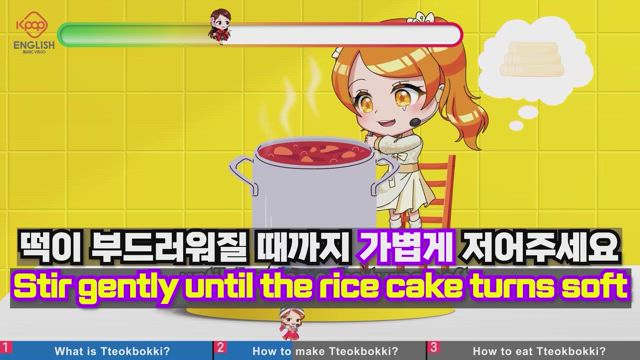 Kpop
ENGLISH
MUSIC VIDEO
떡이 부드러워질 때까지 가볍게 저어주세요
Stir gently until the rice cake turns soft
1 What is Tteokbokki?
2 How to make Tteokbokki?
3 How to eat Tteokbokki?